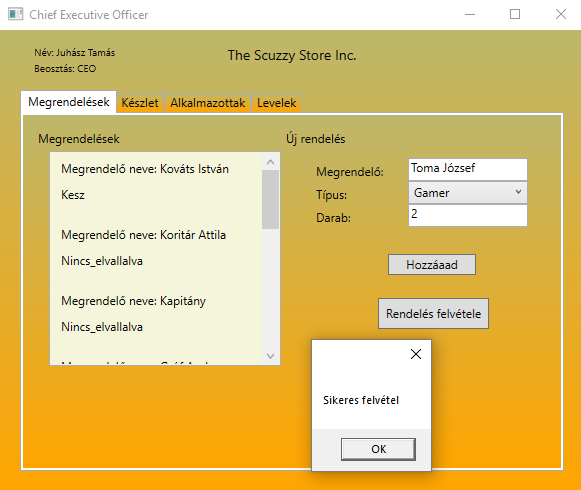 Chief Executive Officer
Név: Juhász Tamás
Beosztás: CEO
The Scuzzy Store Inc.
Megrendelések Készlet Alkalmazottak Levelek
Megrendelések
Megrendelő neve: Kováts István
Kesz
Megrendelő neve: Koritár Attila
Nincs_elvallalva
Megrendelő neve: Kapitány
Nincs_elvallalva
Új rendelés
Megrendelő: Toma József
Típus: Gamer
Darab: 2
Hozzáaad
Rendelés felvétele
Sikeres felvétel
OK